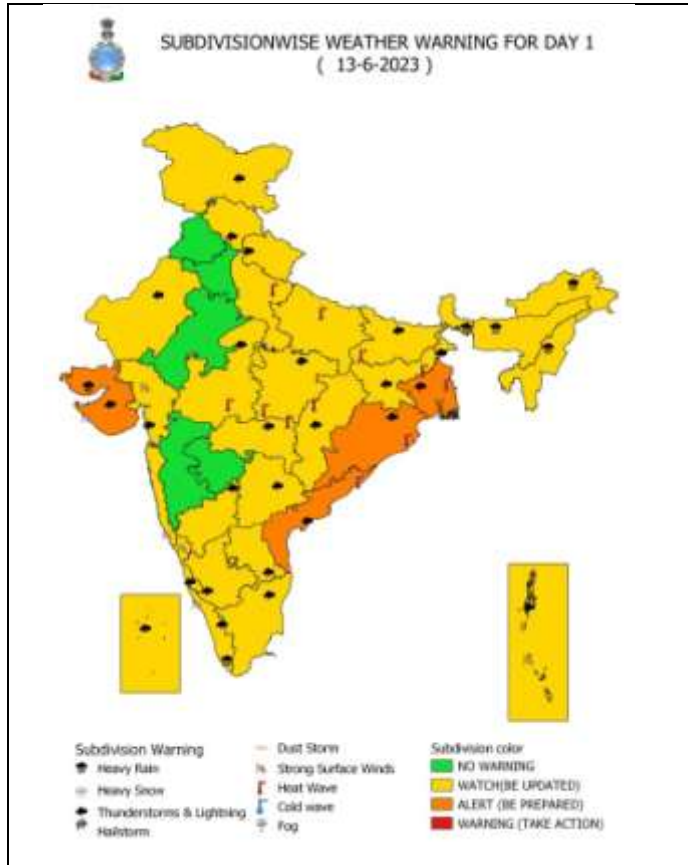 SUBDIVISIONWISE WEATHER WARNING FOR DAY 1
( 13-6-2023 )
Subdivision Warning
Heavy Rain
Heavy Snow
Thunderstorms & Lightning
Hailstorm
Dust Storm
Strong Surface Winds
Heat Wave
Cold wave
Fog
Subdivision color
NO WARNING
WATCH(BE UPDATED)
ALERT (BE PREPARED)
WARNING (TAKE ACTION)